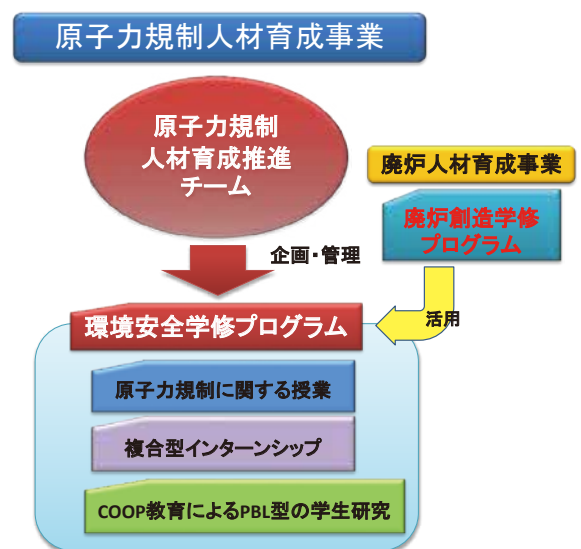 原子力規制人材育成事業
原子力規制
人材育成推進
チーム
廃炉人材育成事業
廃炉創造学修
プログラム
企画・管理
活用
環境安全学修プログラム
原子力規制に関する授業
複合型インターンシップ
COOP教育によるPBL型の学生研究